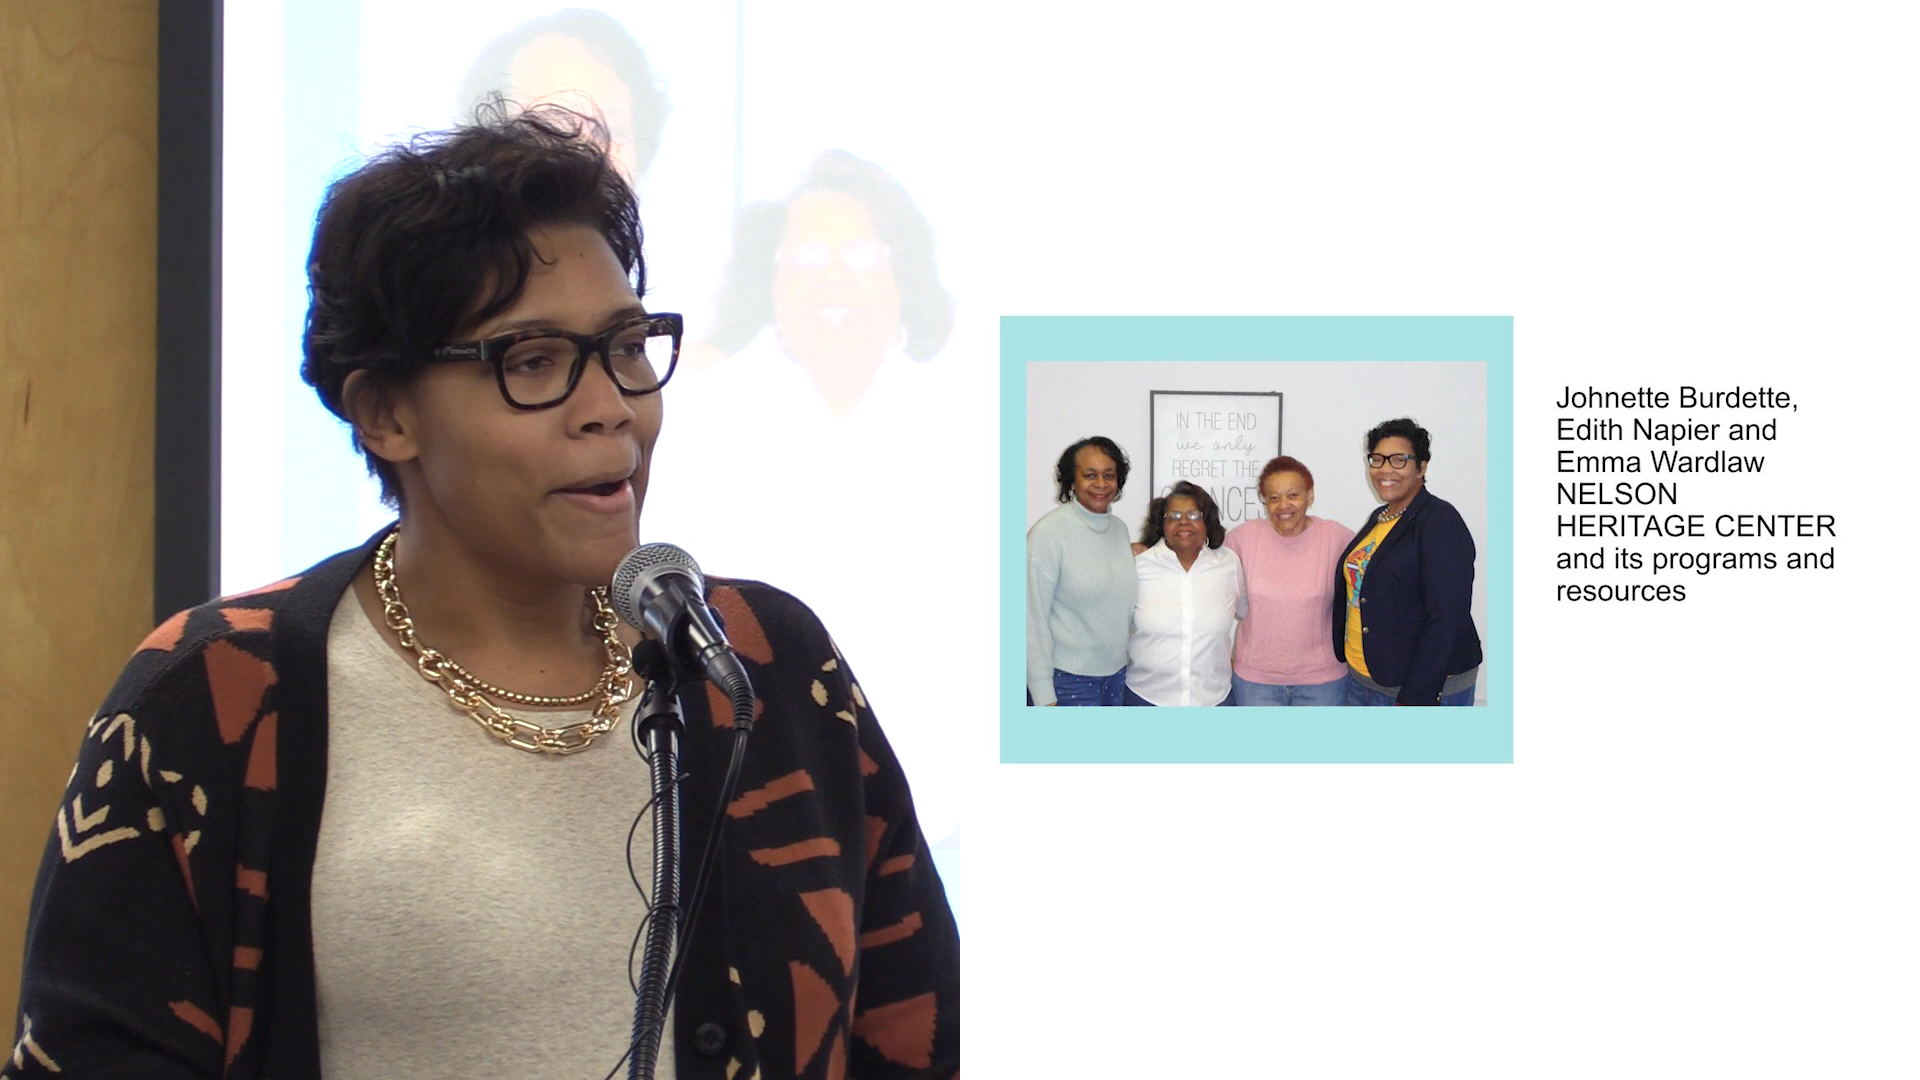 IN THE END
we only
REGRET THE
Johnette Burdette,
Edith Napier and
Emma Wardlaw
NELSON
HERITAGE CENTER
and its programs and
resources